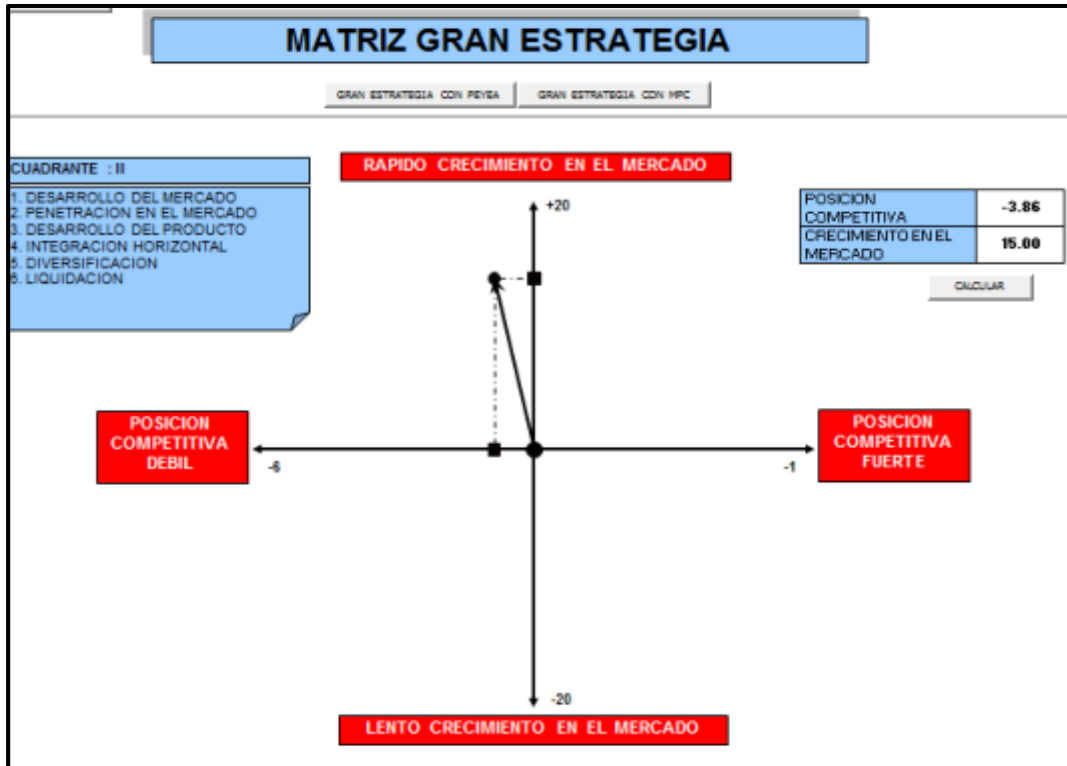 MATRIZ GRAN ESTRATEGIA
GRAN ESTRATEGIA CON PEYEA
GRAN ESTRATEGIA CON MPC
CUADRANTE : II
1. DESARROLLO DEL MERCADO
2. PENETRACION EN EL MERCADO
3. DESARROLLO DEL PRODUCTO
4. INTEGRACION HORIZONTAL
5. DIVERSIFICACION
6. LIQUIDACION
RAPIDO CRECIMIENTO EN EL MERCADO
+20
POSICION
COMPETITIVA
-3.86
CRECIMIENTO EN EL
MERCADO
15.00
CALCULAR
POSICION
COMPETITIVA
DEBIL
-6
-1
POSICION
COMPETITIVA
FUERTE
-20
LENTO CRECIMIENTO EN EL MERCADO